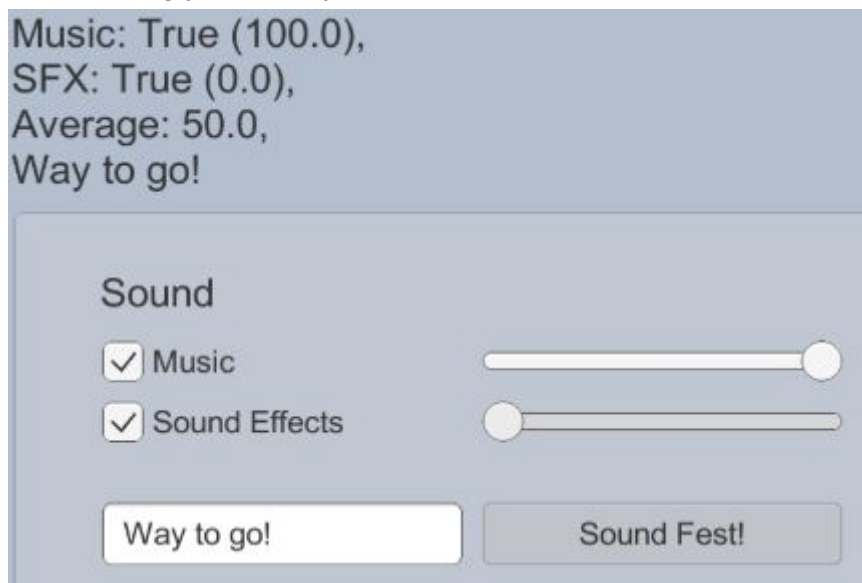 Music: True (100.0),
SFX: True (0.0),
Average: 50.0,
Way to go!
Sound
Music
Sound Effects
Way to go!
Sound Fest!